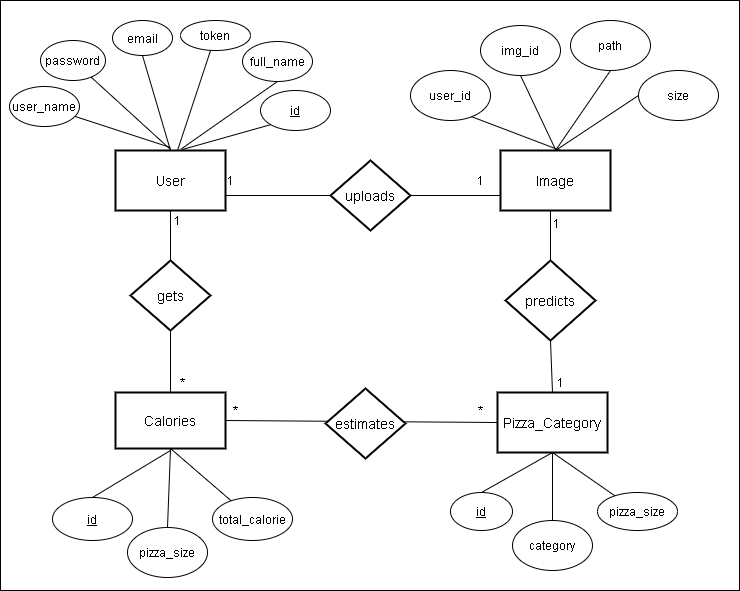 token
email
password
full_name
user_name
id
path
img_id
user_id
size
User
1
uploads
1
Image
1
1
gets
predicts
*
1
Calories
*
estimates
*
Pizza_Category
id
total_calorie
pizza_size
id
pizza_size
category